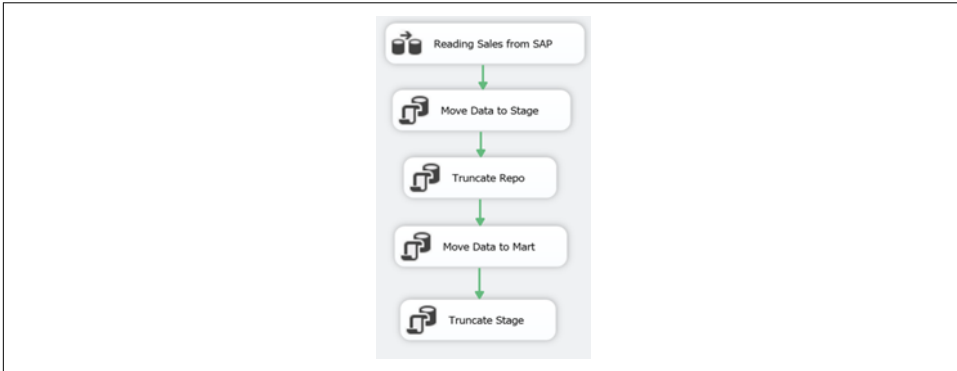 Reading Sales from SAP
Move Data to Stage
Truncate Repo
Move Data to Mart
Truncate Stage